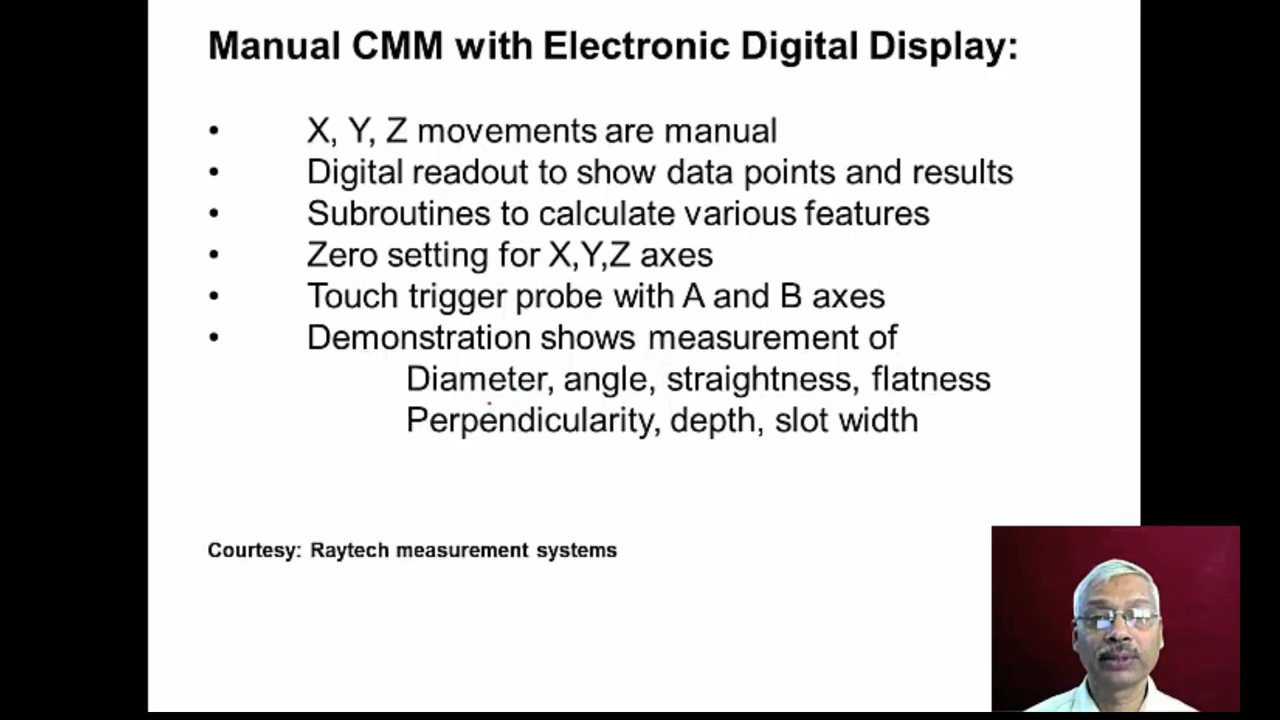 Manual CMM with Electronic Digital Display:
• X, Y, Z movements are manual
• Digital readout to show data points and results
• Subroutines to calculate various features
• Zero setting for X,Y,Z axes
• Touch trigger probe with A and B axes
• Demonstration shows measurement of
Diameter, angle, straightness, flatness
Perpendicularity, depth, slot width
Courtesy: Raytech measurement systems